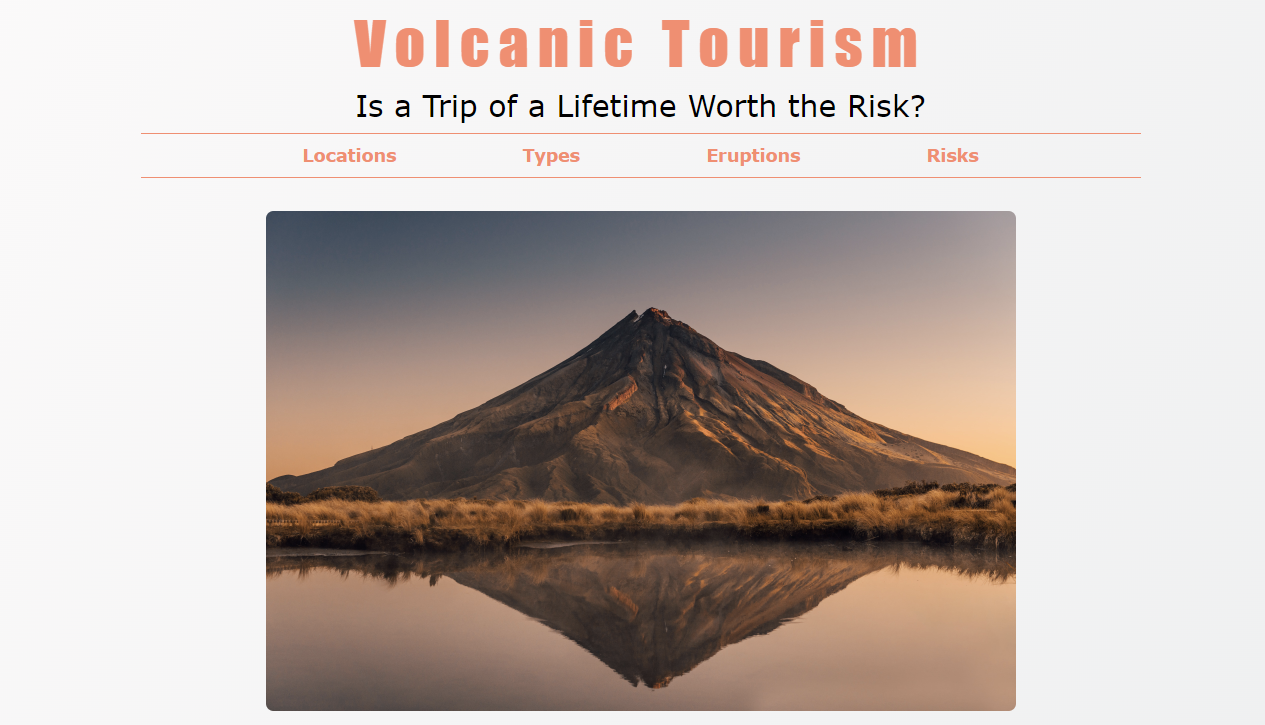 Volcanic Tourism
Is a Trip of a Lifetime Worth the Risk?
Locations Types Eruptions Risks